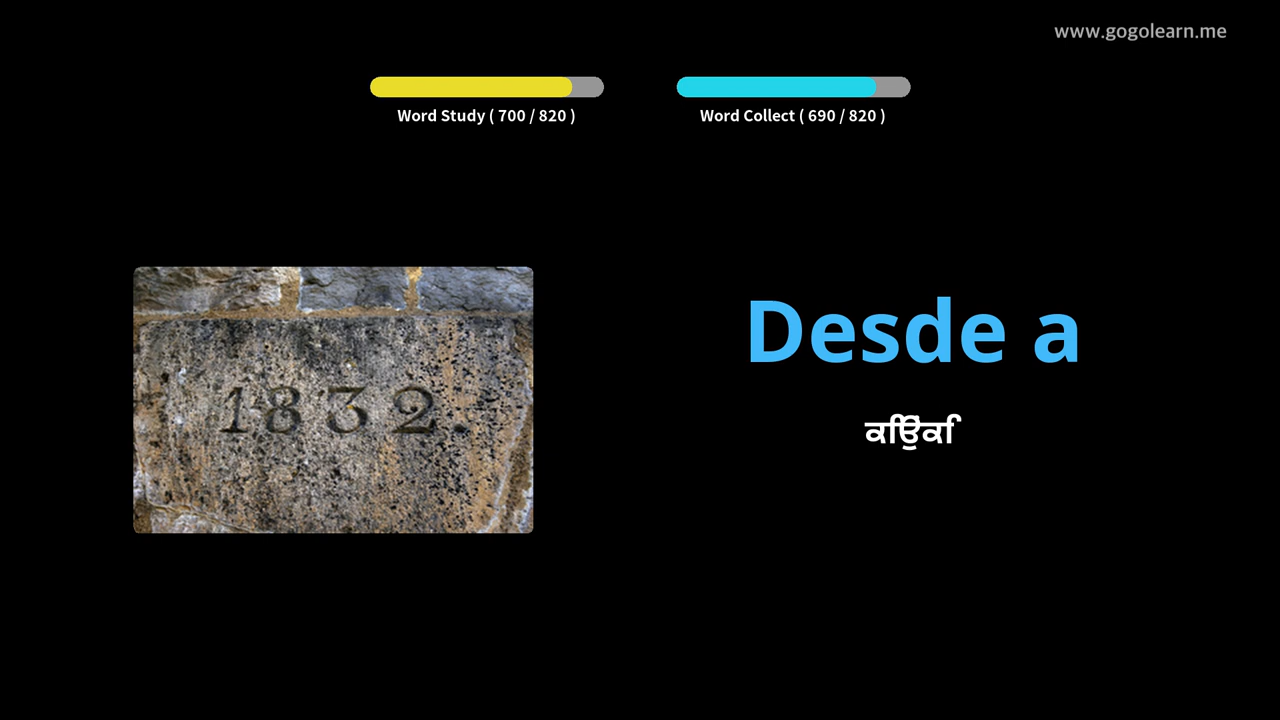 www.gogolearn.me
Word Study ( 700 / 820 )
Word Collect ( 690 / 820 )
1832.
Desde a
ਕਉਿਂਕਿ